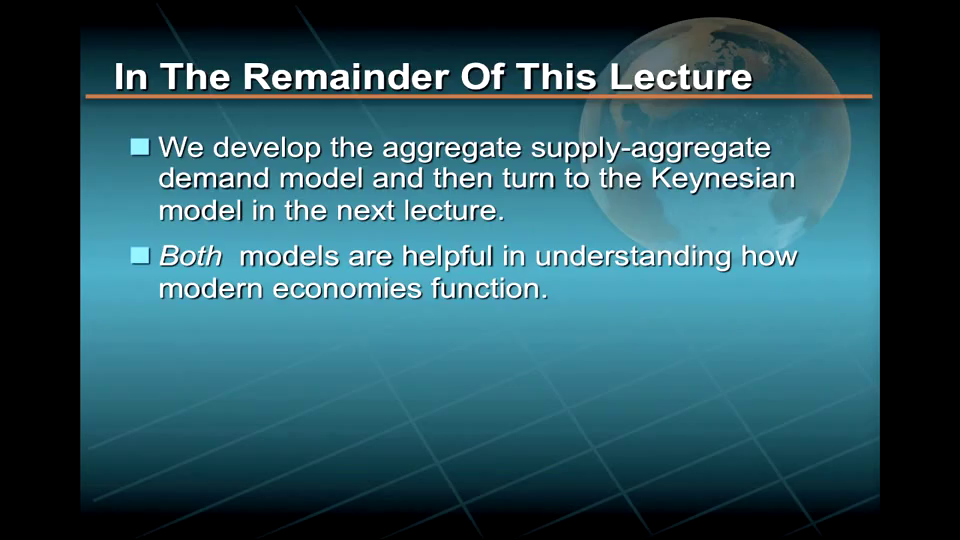 In The Remainder Of This Lecture
We develop the aggregate supply-aggregate
demand model and then turn to the Keynesian
model in the next lecture.
Both models are helpful in understanding how
modern economies function.